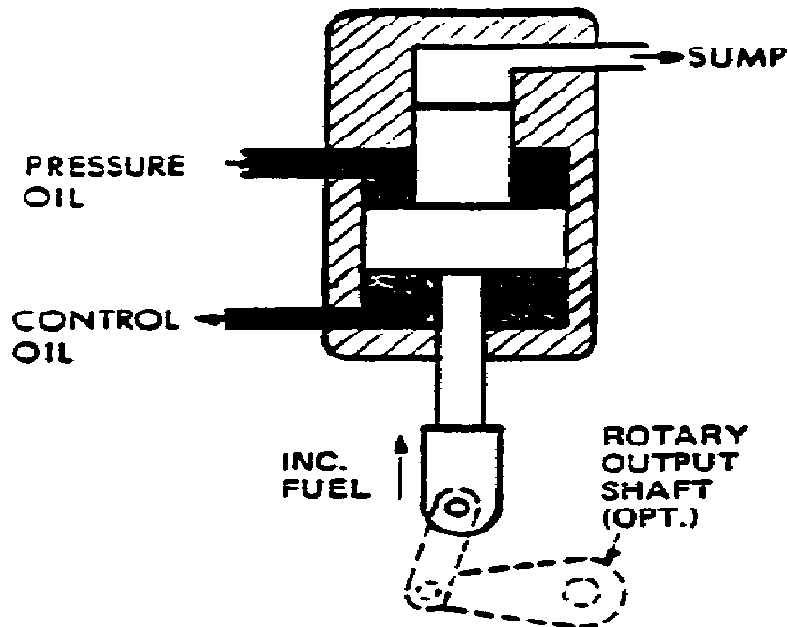 SUMP
PRESSURE
OIL
CONTROL
OIL
INC.
FUEL
ROTARY
OUTPUT
SHAFT
(OPT.)